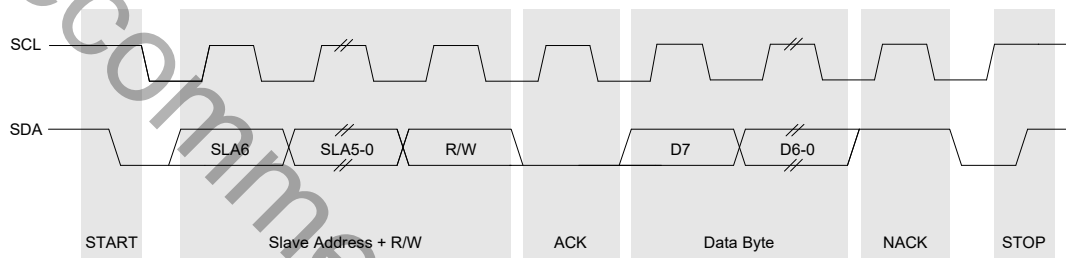 SCL
SDA
SLA6 SLA5-0 R/W D7 D6-0
START Slave Address + R/W ACK Data Byte NACK STOP